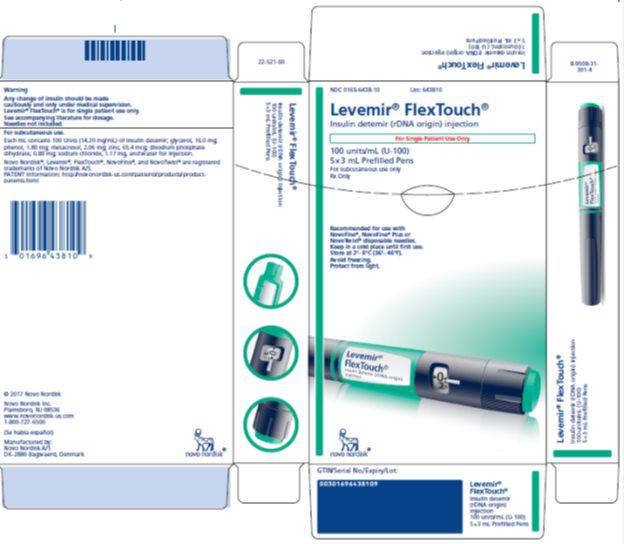 Warning
Any change of insulin should be made
cautiously and only under medical supervision.
Levemir® FlexTouch® is for single patient use only.
See accompanying literature for dosage.
Needles not included.
For subcutaneous use.
Each mL contains 100 Units (14.20 mg/mL) of insulin detemir, glycerol, 16.0 mg
phenol, 1.80 mg metacresol, 2.06 mg zinc, 65.4 mcg disodium phosphate
dihydrate, 0.89 mg sodium chloride, 1.17 mg, and water for injection.
Novo Nordisk®, Levemir®, FlexTouch®, NovoFine®, and NovoTwist® are registered
trademarks of Novo Nordisk A/S.
PATENT Information: http://novonordisk-us.com/patients/products/product-
patents.html
3 0169643810 9
© 2017 Novo Nordisk
Novo Nordisk Inc.
Plainsboro, NJ 08536
www.novonordisk-us.com
1-800-727-6500
(Se habla español)
Manufactured by:
Novo Nordisk A/S
DK-2880 Bagsvaerd, Denmark
novo nordisk®
22-521-00
Levemir® FlexTouch®
Insulin detemir (rDNA origin) injection
100 units/mL (U-100)
5×3 mL Prefilled Pens
novo nordisk®
Levemir® FlexTouch®
Insulin detemir (rDNA origin) injection
100 units/mL (U-100)
5×3 mL Prefilled Pens
NDC 0169-6438-10
List: 643810
Levemir® FlexTouch®
Insulin detemir (rDNA origin) injection
For Single Patient Use Only
100 units/mL (U-100)
5×3 mL Prefilled Pens
For subcutaneous use only
Rx Only
Recommended for use with
NovoFine®, NovoFine® Plus or
NovoTwist® disposable needles.
Keep in a cold place until first use.
Store at 2°- 8°C (36°- 46°F).
Avoid freezing.
Protect from light.
Levemir®
FlexTouch®
insulin detemir (rDNA origin)
injection
0
novo nordisk®
GTIN/Serial No./Expiry/Lot:
00301696438109
Levemir®
FlexTouch®
Insulin detemir
(rDNA origin)
injection
100 units/mL (U-100)
5×3 mL Prefilled Pens
8-9508-31-
301-4
Levemir®
FlexTouch®
Levemir® FlexTouch®
Insulin detemir (rDNA origin) injection
100 units/mL (U-100)
5×3 mL Prefilled Pens